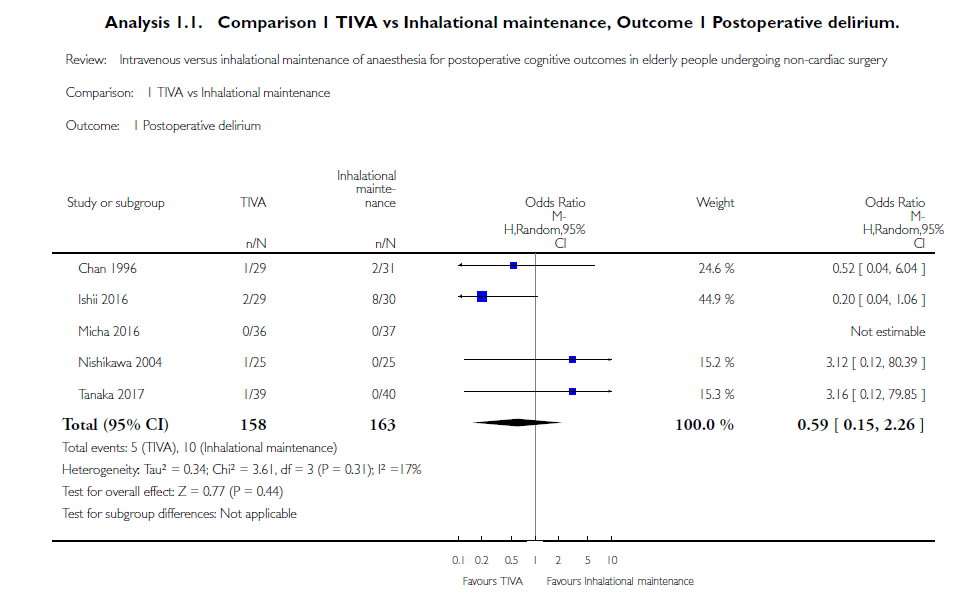 Analysis 1.1. Comparison 1 TIVA vs Inhalational maintenance, Outcome 1 Postoperative delirium.
Review: Intravenous versus inhalational maintenance of anaesthesia for postoperative cognitive outcomes in elderly people undergoing non-cardiac surgery
Comparison: 1 TIVA vs Inhalational maintenance
Outcome: 1 Postoperative delirium
Study or subgroup TIVA Inhalational mainte- nance Odds Ratio Weight Odds Ratio
M- H,Random,95% CI M- H,Random,95% CI
n/N n/N
Chan 1996 1/29 2/31 24.6 % 0.52 [ 0.04, 6.04 ]
Ishii 2016 2/29 8/30 44.9 % 0.20 [ 0.04, 1.06 ]
Micha 2016 0/36 0/37 Not estimable
Nishikawa 2004 1/25 0/25 15.2 % 3.12 [ 0.12, 80.39 ]
Tanaka 2017 1/39 0/40 15.3 % 3.16 [ 0.12, 79.85 ]
Total (95% CI) 158 163 100.0 % 0.59 [ 0.15, 2.26 ]
Total events: 5 (TIVA), 10 (Inhalational maintenance)
Heterogeneity: Tau² = 0.34; Chi² = 3.61, df = 3 (P = 0.31); I² =17%
Test for overall effect: Z = 0.77 (P = 0.44)
Test for subgroup differences: Not applicable
0.1 0.2 0.5 1 2 5 10
Favours TIVA Favours Inhalational maintenance